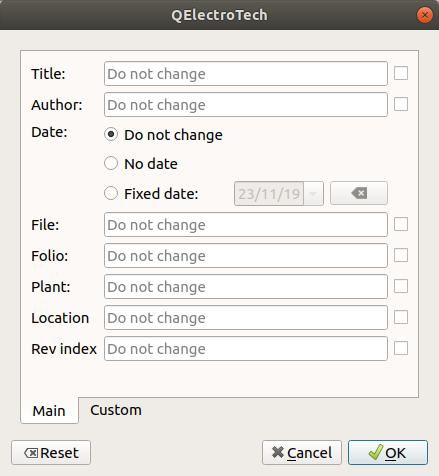 QElectroTech
Title: Do not change
Author: Do not change
Date: Do not change
No date
Fixed date: 23/11/19
File: Do not change
Folio: Do not change
Plant: Do not change
Location Do not change
Rev index Do not change
Main Custom
Reset Cancel OK